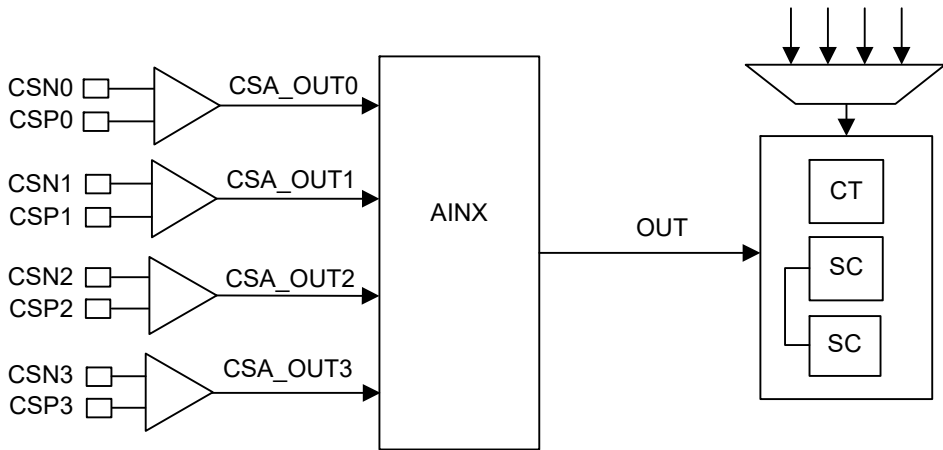 CSN0
CSP0
CSA_OUT0
CSN1
CSP1
CSA_OUT1
CSN2
CSP2
CSA_OUT2
CSN3
CSP3
CSA_OUT3
AINX
OUT
CT
SC
SC